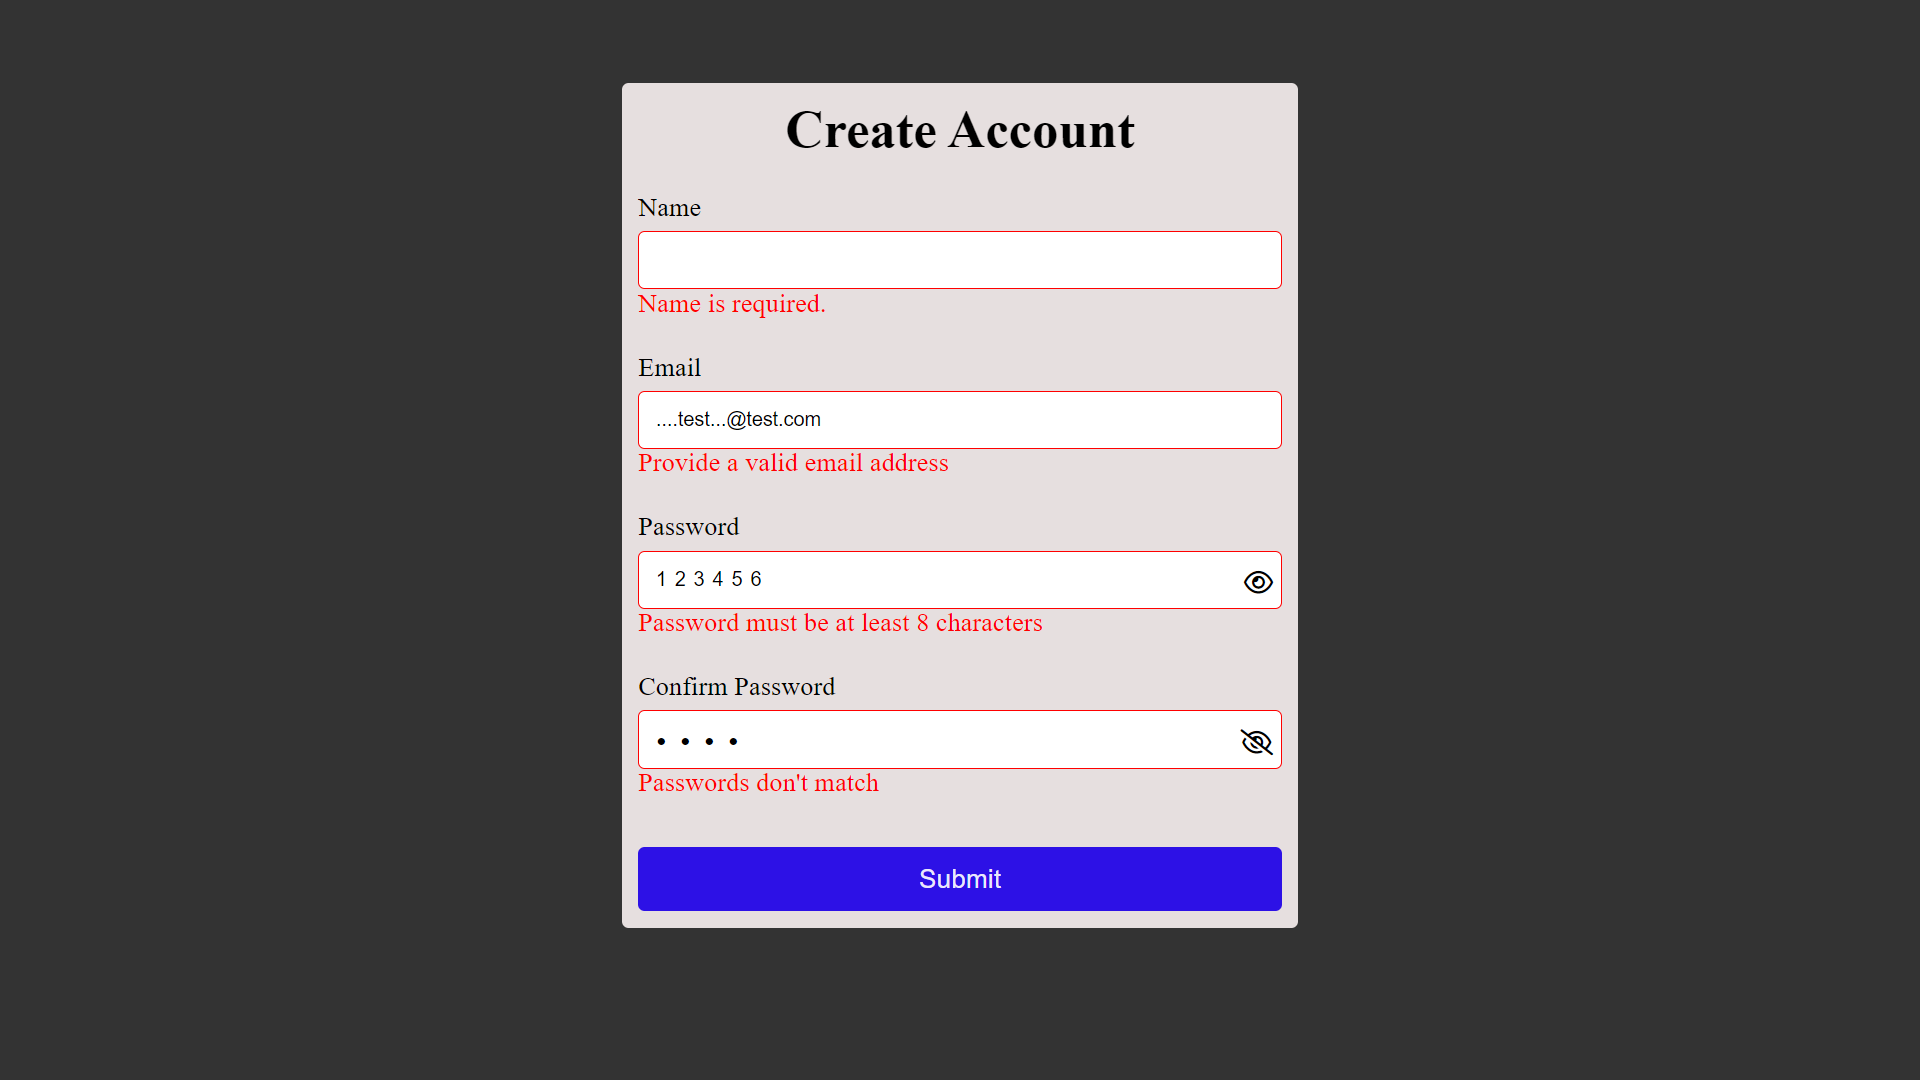 Create Account
Name
Name is required.
Email
....test...@test.com
Provide a valid email address
Password
1 2 3 4 5 6
Password must be at least 8 characters
Confirm Password
• • • •
Passwords don't match
Submit